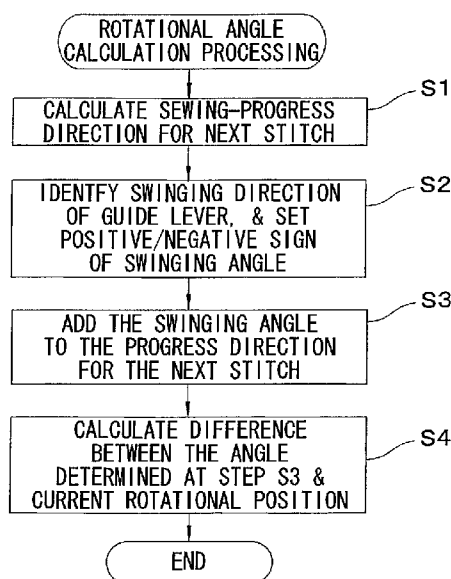 ROTATIONAL ANGLE
CALCULATION PROCESSING
S1
CALCULATE SEWING-PROGRESS
DIRECTION FOR NEXT STITCH
S2
IDENTFY SWINGING DIRECTION
OF GUIDE LEVER, & SET
POSITIVE/NEGATIVE SIGN
OF SWINGING ANGLE
S3
ADD THE SWINGING ANGLE
TO THE PROGRESS DIRECTION
FOR THE NEXT STITCH
S4
CALCULATE DIFFERENCE
BETWEEN THE ANGLE
DETERMINED AT STEP S3 &
CURRENT ROTATIONAL POSITION
END